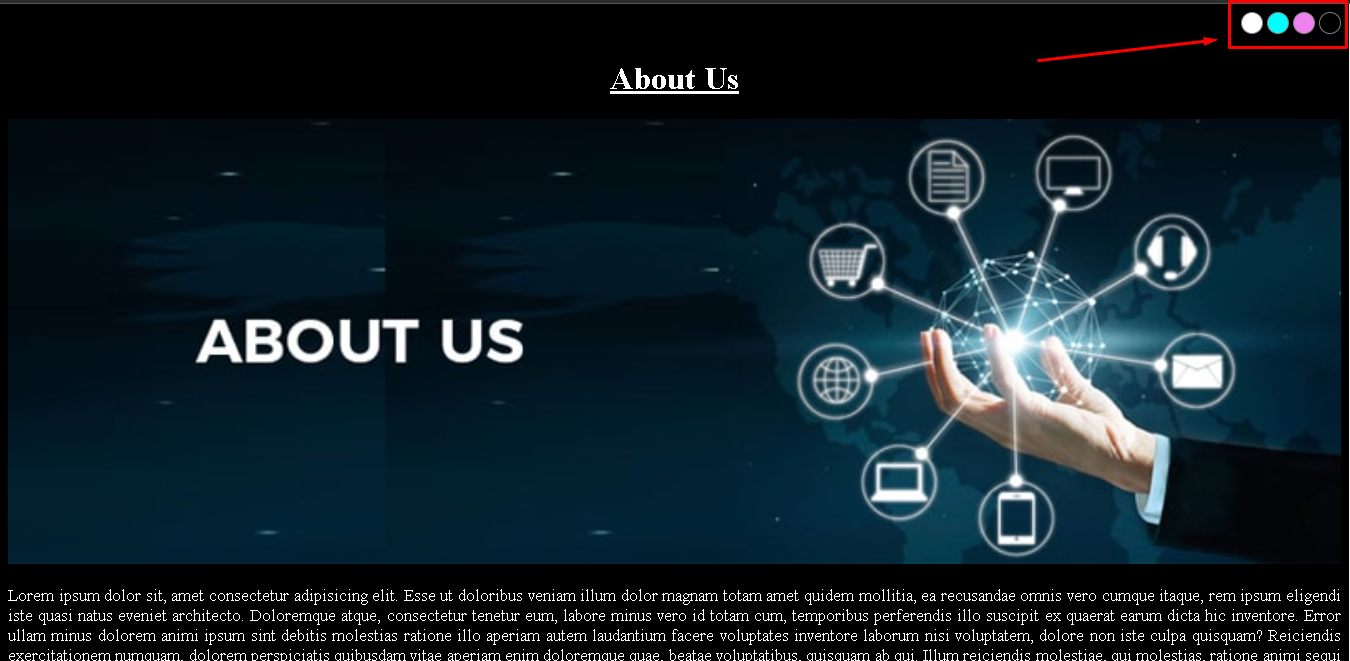 About Us
ABOUT US
Lorem ipsum dolor sit, amet consectetur adipisicing elit. Esse ut doloribus veniam illum dolor magnam totam amet quidem mollitia, ea recusandae omnis vero cumque itaque, rem ipsum eligendi
iste quasi natus eveniet architecto. Doloremque atque, consectetur tenetur eum, labore minus vero id totam cum, temporibus perferendis illo suscipit ex quaerat earum dicta hic inventore. Error
ullam minus dolorem animi ipsum sint debitis molestias ratione illo aperiam autem laudantium facere voluptates inventore laborum nisi voluptatem, dolore non iste culpa quisquam? Reiciendis
exercitationem numquam, dolorem perspiciatis quibusdam vitae aperiam enim doloremque quae, beatae voluptatibus, quisquam ab qui. Illum reiciendis molestiae, qui molestias, ratione animi sequi